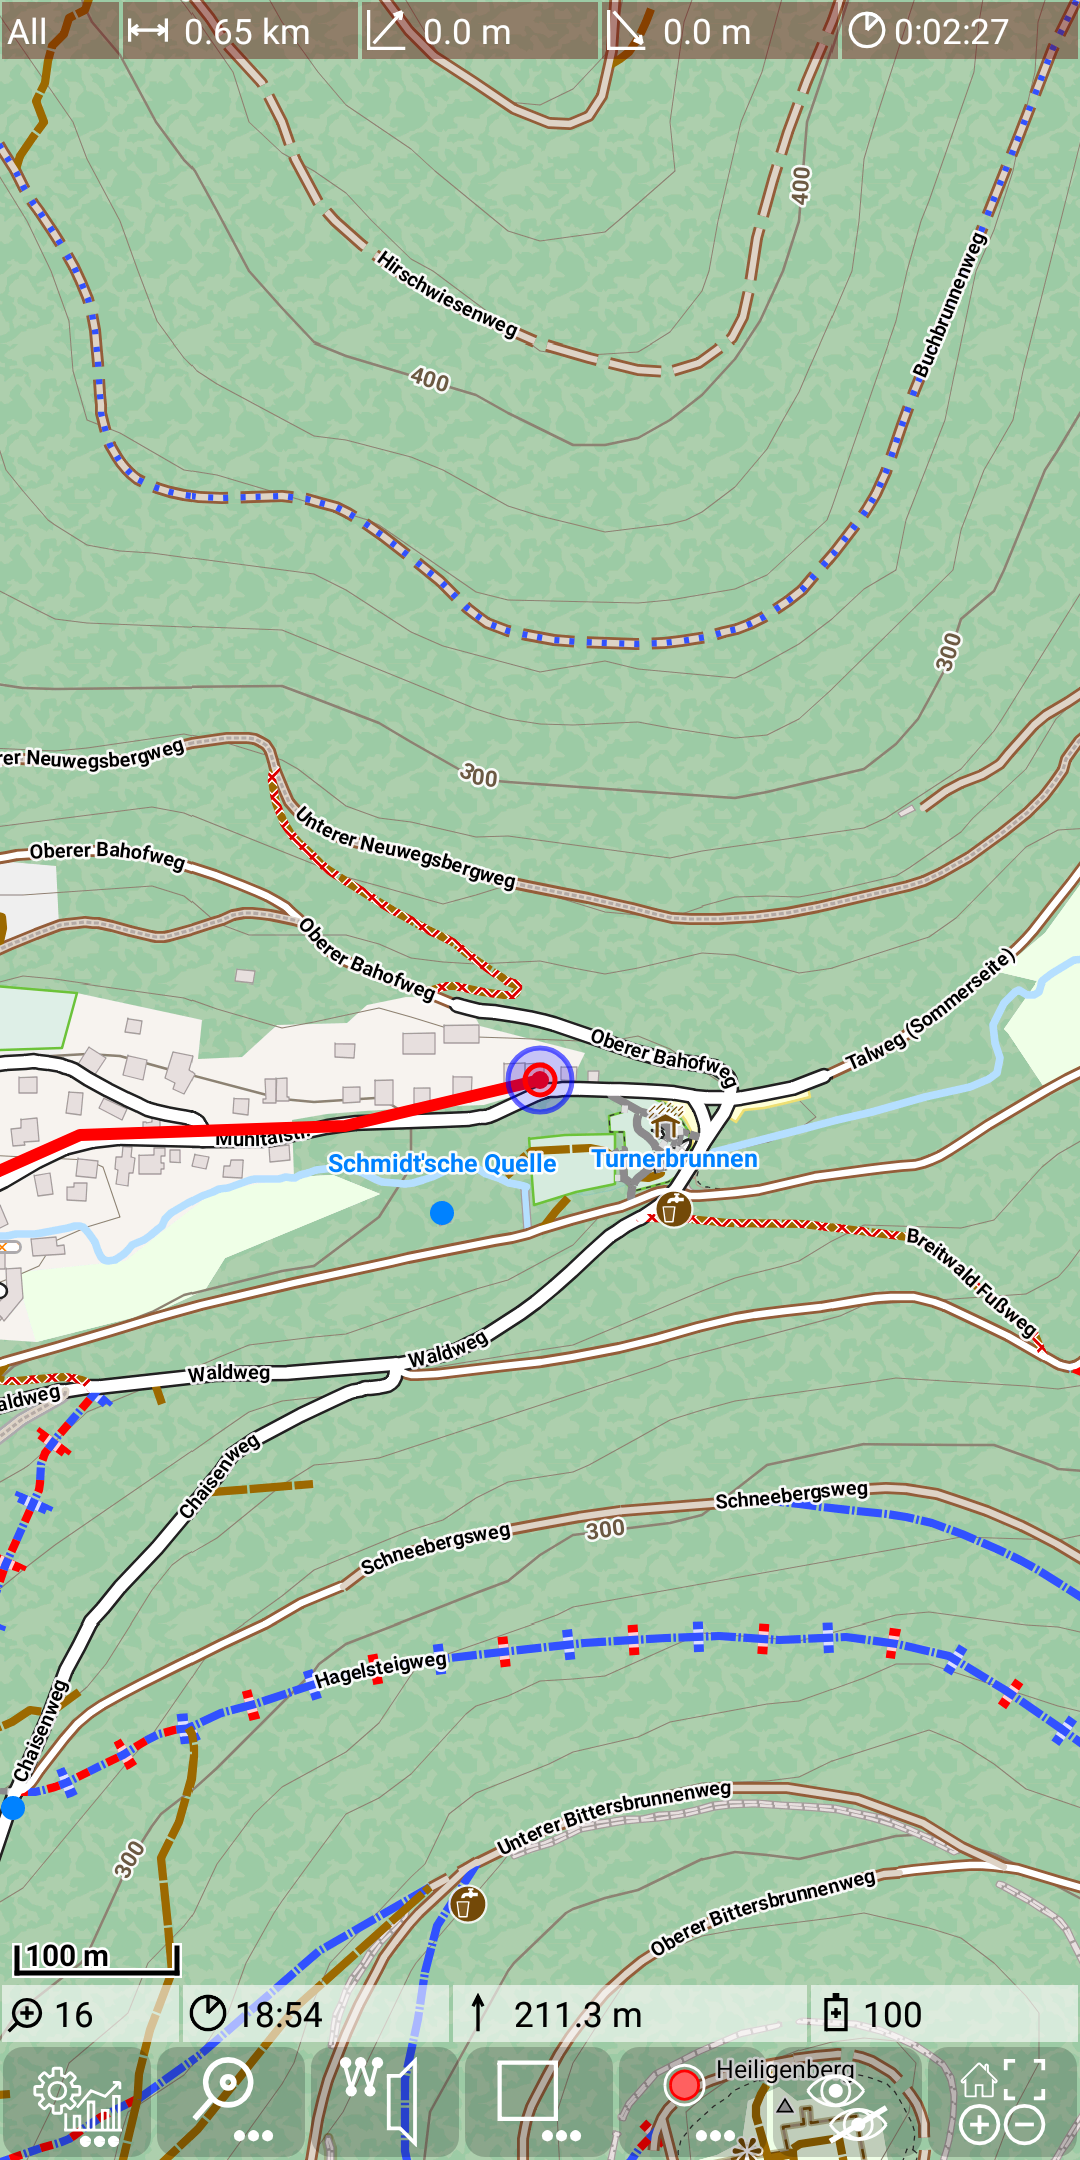 All
0.65 km
0.0 m
0.0 m
0:02:27
400
Hirschwiesenweg
Buchbrunnenweg
400
300
rer Neuwegsbergweg
300
Unterer Neuwegsbergweg
Oberer Bahofweg
Oberer Bahofweg
Oberer Bahofweg
Talweg (Sommerseite)
Schmidt'sche Quelle
Turnerbrunnen
Breitwald-Fußweg
Waldweg
Waldweg
aldweg
Chaisenweg
Schneebergsweg
Schneebergsweg
300
Hagelsteigweg
Chaisenweg
Unterer Bittersbrunnenweg
300
Oberer Bittersbrunnenweg
100 m
16
18:54
211.3 m
100
Heiligenberg